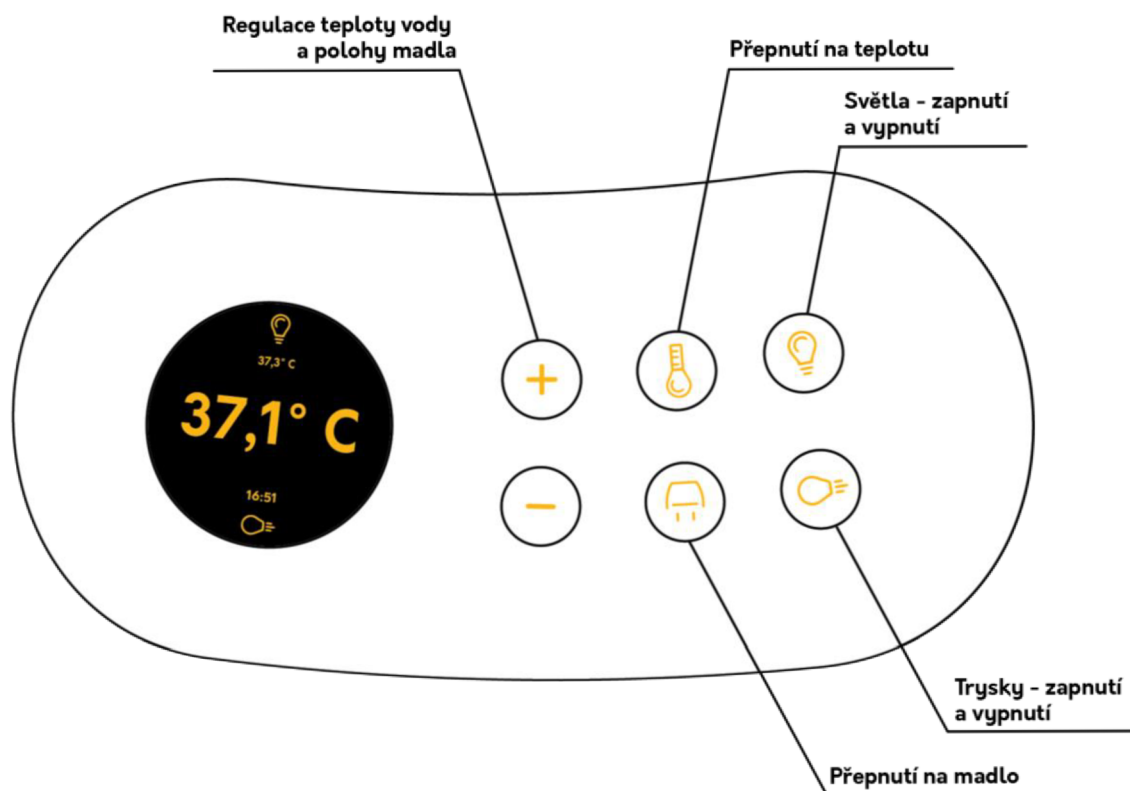 Regulace teploty vody
a polohy madla
Přepnutí na teplotu
Světla - zapnutí
a vypnutí
37,3° C
37,1° C
16:51
+
−
Trysky - zapnutí
a vypnutí
Přepnutí na madlo